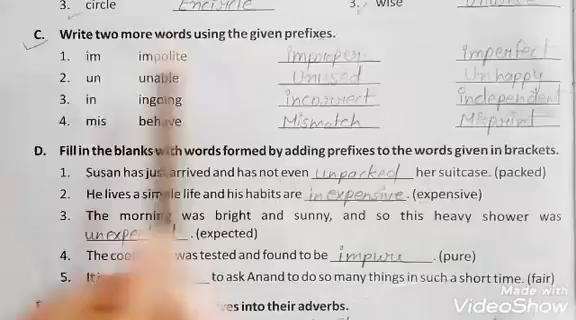 3. circle Encircle 3. wise
C. Write two more words using the given prefixes.
1. im impolite improper imperfect
2. un unable Unused Unhappy
3. in ingoing incorrect independent
4. mis behave Mismatch Misprint
D. Fill in the blanks with words formed by adding prefixes to the words given in brackets.
1. Susan has just arrived and has not even unpacked her suitcase. (packed)
2. He lives a simple life and his habits are inexpensive. (expensive)
3. The morning was bright and sunny, and so this heavy shower was
unexpected. (expected)
4. The was tested and found to be impure. (pure)
5. to ask Anand to do so many things in such a short time. (fair)
into their adverbs.
Made with
VideoShow